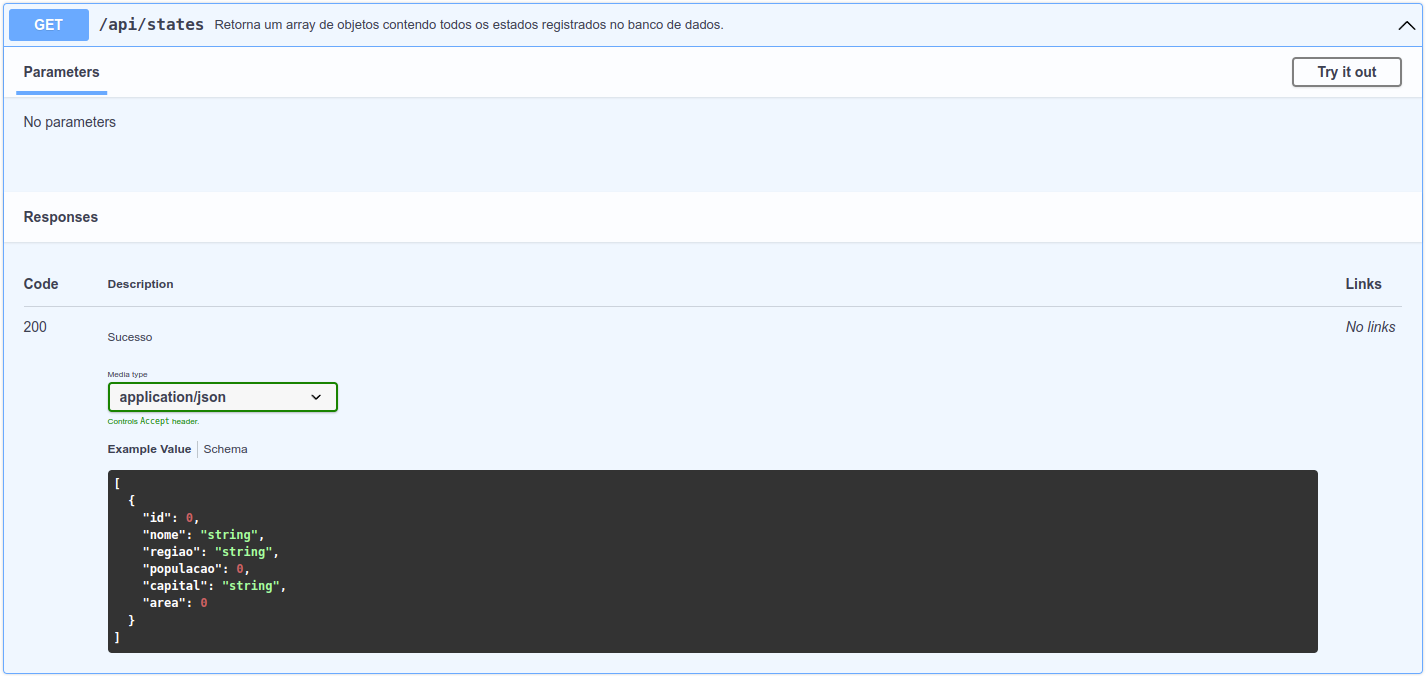 GET /api/states Retorna um array de objetos contendo todos os estados registrados no banco de dados.
Parameters Try it out
No parameters
Responses
Code Description Links
200 Sucesso No links
Media type
application/json
Controls Accept header.
Example Value Schema
[
  {
    "id": 0,
    "nome": "string",
    "regiao": "string",
    "populacao": 0,
    "capital": "string",
    "area": 0
  }
]